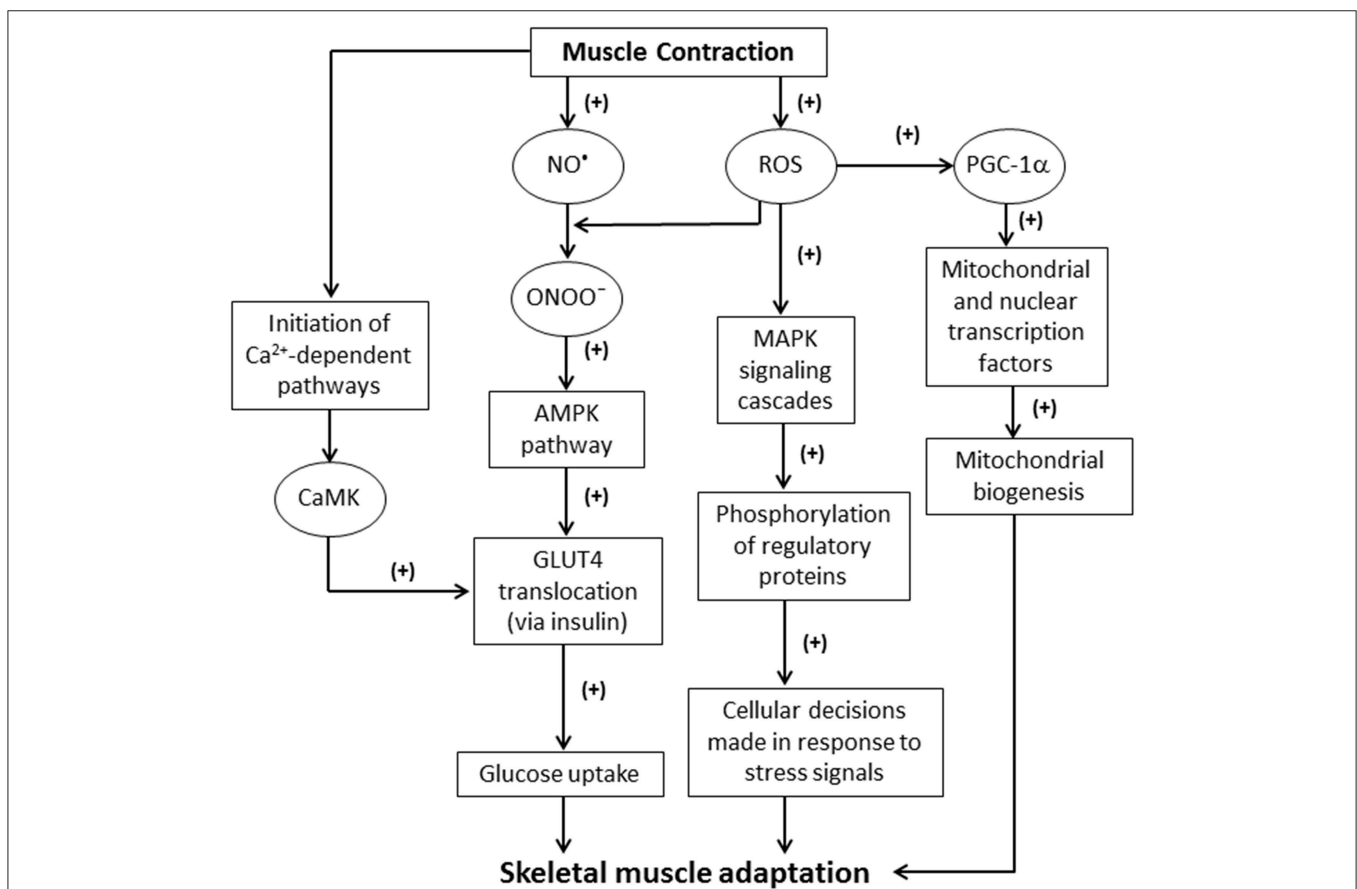 Muscle Contraction
(+)
(+)
(+)
NO•
ROS
PGC-1α
(+)
(+)
ONOO⁻
Mitochondrial
and nuclear
transcription
factors
Initiation of
Ca²⁺-dependent
pathways
(+)
MAPK
signaling
cascades
AMPK
pathway
(+)
(+)
Mitochondrial
biogenesis
CaMK
(+)
Phosphorylation
of regulatory
proteins
(+)
GLUT4
translocation
(via insulin)
(+)
(+)
Cellular decisions
made in response to
stress signals
Glucose uptake
Skeletal muscle adaptation